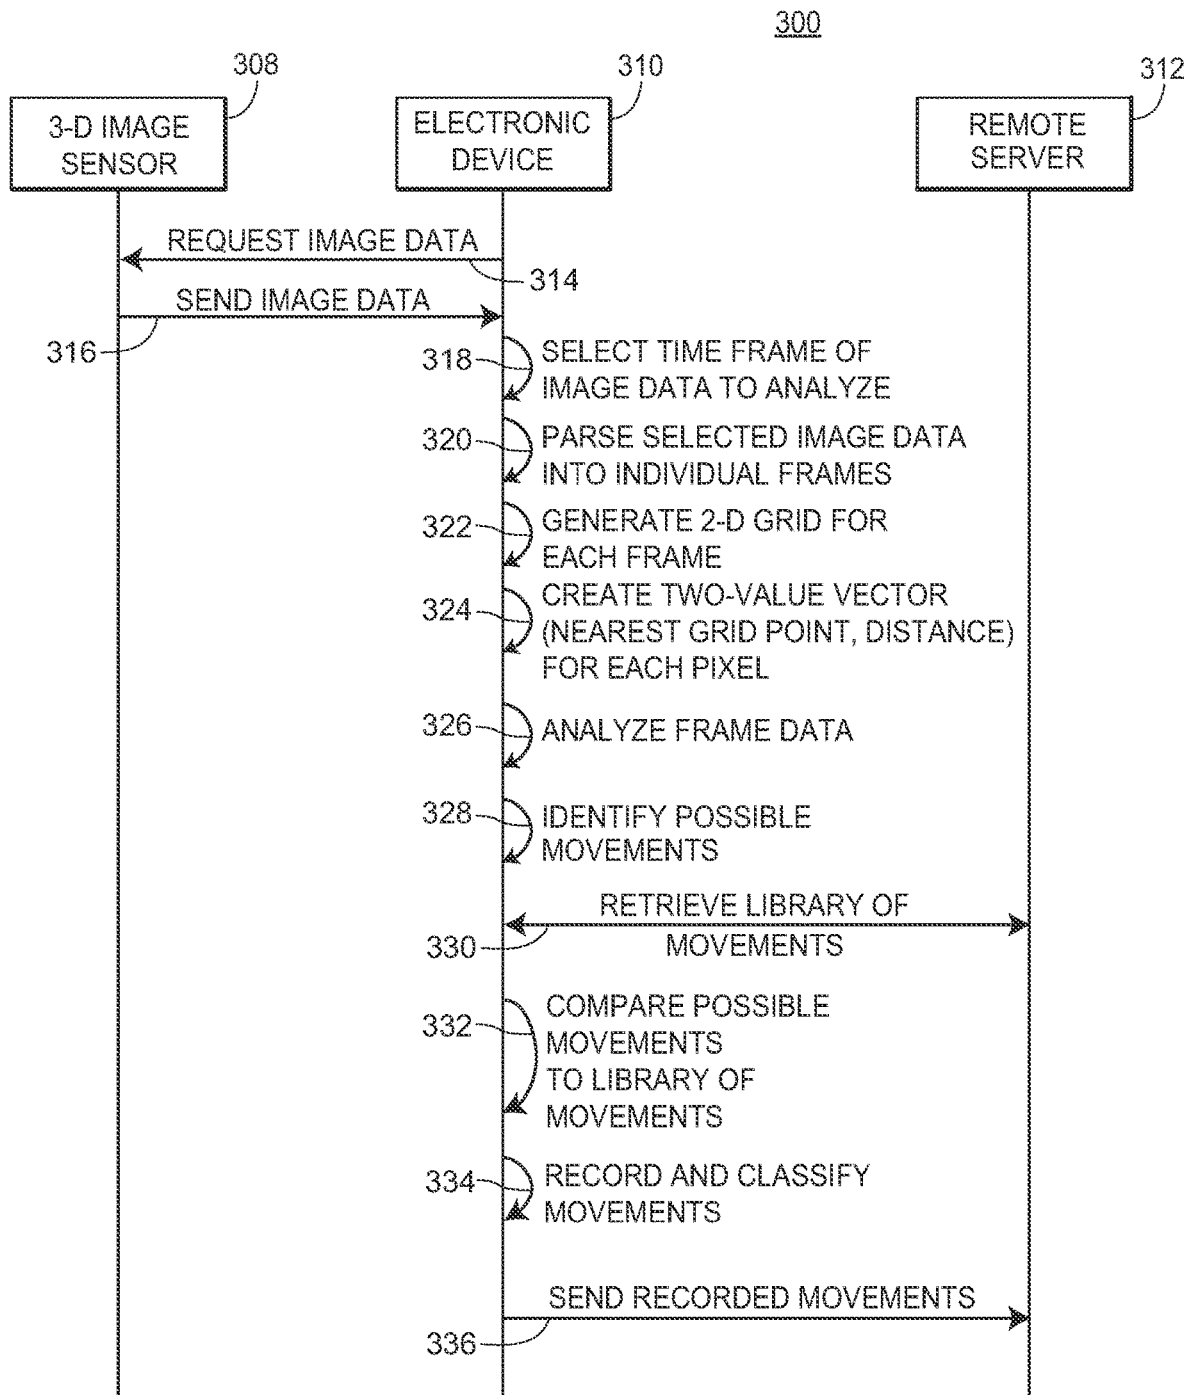 300
308
310
312
3-D IMAGE
SENSOR
ELECTRONIC
DEVICE
REMOTE
SERVER
REQUEST IMAGE DATA
314
SEND IMAGE DATA
316
318
SELECT TIME FRAME OF
IMAGE DATA TO ANALYZE
320
PARSE SELECTED IMAGE DATA
INTO INDIVIDUAL FRAMES
322
GENERATE 2-D GRID FOR
EACH FRAME
324
CREATE TWO-VALUE VECTOR
(NEAREST GRID POINT, DISTANCE)
FOR EACH PIXEL
326
ANALYZE FRAME DATA
328
IDENTIFY POSSIBLE
MOVEMENTS
RETRIEVE LIBRARY OF
MOVEMENTS
330
332
COMPARE POSSIBLE
MOVEMENTS
TO LIBRARY OF
MOVEMENTS
334
RECORD AND CLASSIFY
MOVEMENTS
SEND RECORDED MOVEMENTS
336